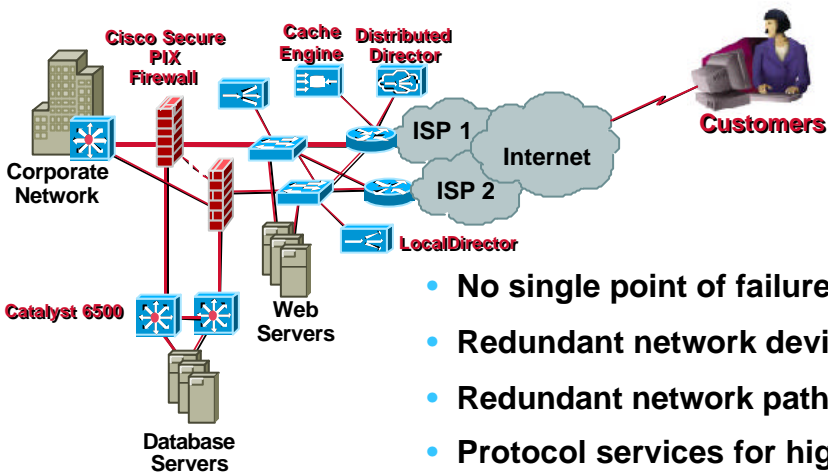 Cisco Secure
PIX
Firewall
Cache
Engine
Distributed
Director
ISP 1
Internet
ISP 2
Customers
Corporate
Network
LocalDirector
Catalyst 6500
Web
Servers
Database
Servers
• No single point of failure
• Redundant network devi
• Redundant network path
• Protocol services for hig